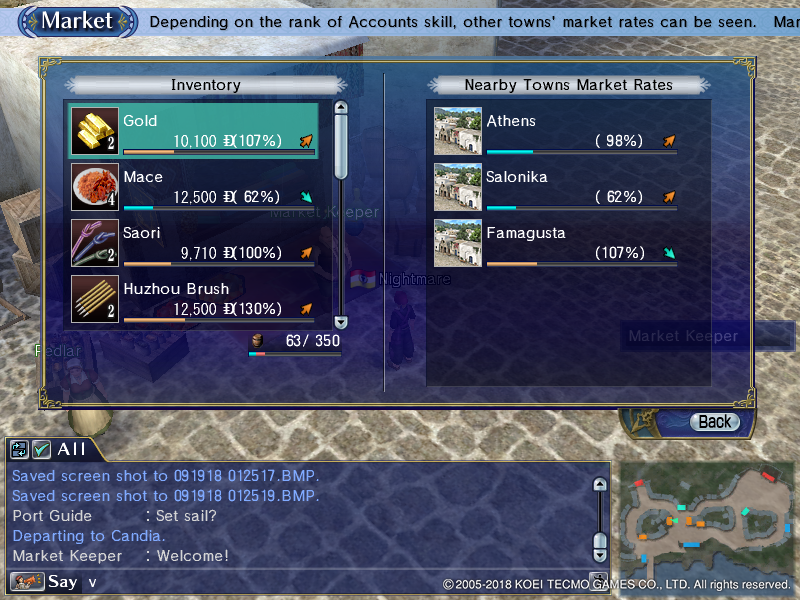 Market
Depending on the rank of Accounts skill, other towns' market rates can be seen. Mar
Inventory
Nearby Towns Market Rates
Gold
2
10,100 D(107%)
Mace
4
12,500 D( 62%)
Saori
2
9,710 D(100%)
Huzhou Brush
2
12,500 D(130%)
63/ 350
Athens
( 98%)
Salonika
( 62%)
Famagusta
(107%)
Market Keeper
Nightmare
Market Keeper
Pedlar
Back
All
Saved screen shot to 091918 012517.BMP.
Saved screen shot to 091918 012519.BMP.
Port Guide : Set sail?
Departing to Candia.
Market Keeper : Welcome!
Say
©2005-2018 KOEI TECMO GAMES CO., LTD. All rights reserved.